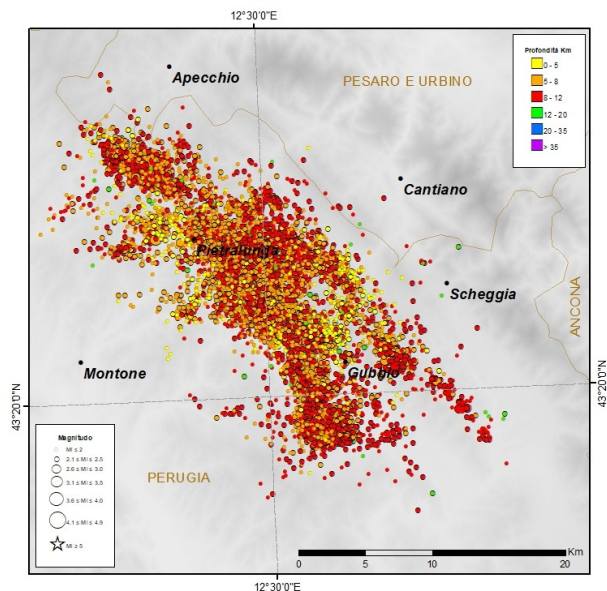 12°30'0"E
Apecchio
PESARO E URBINO
Profondita Km
0 - 5
5 - 8
8 - 12
12 - 20
20 - 35
> 35
Cantiano
Pietralunga
Scheggia
ANCONA
Montone
Gubbio
43°20'0"N
43°20'0"N
Magnitudo
Ml ≤ 2
2.1 ≤ Ml ≤ 2.5
2.6 ≤ Ml ≤ 3.0
3.1 ≤ Ml ≤ 3.5
3.6 ≤ Ml ≤ 4.0
4.1 ≤ Ml ≤ 4.9
Ml ≥ 5
PERUGIA
Km
0 5 10 20
12°30'0"E